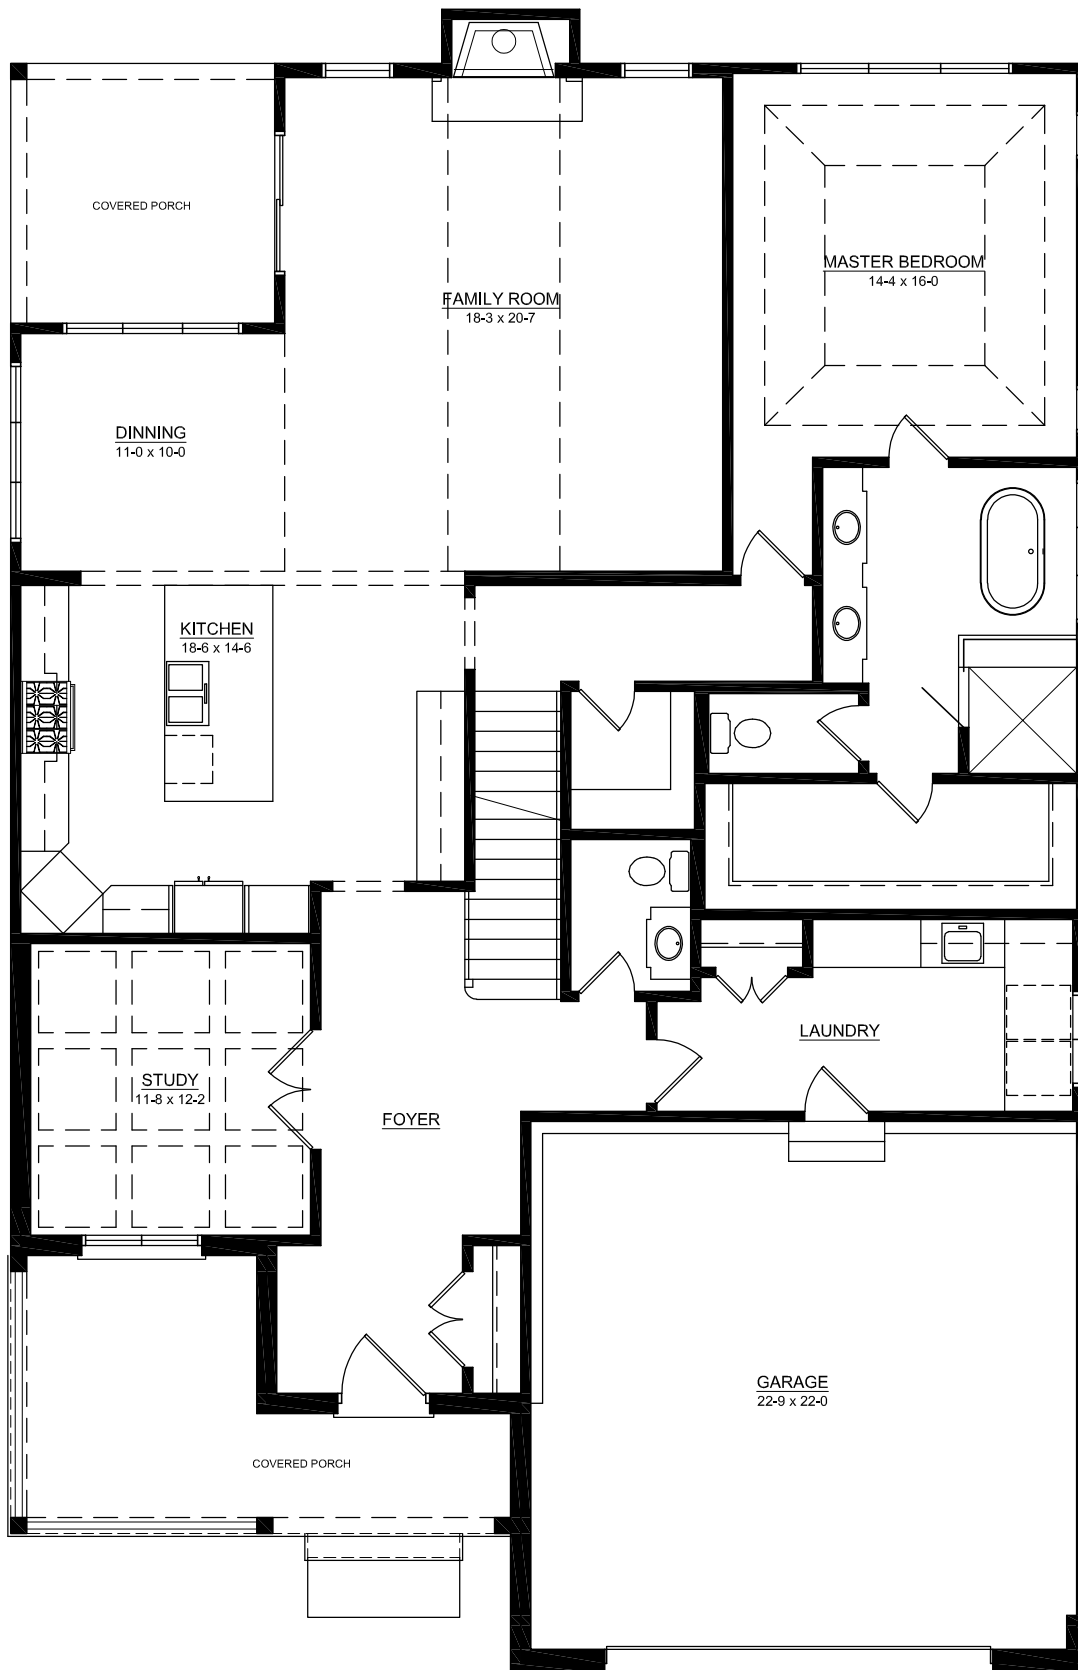 COVERED PORCH
MASTER BEDROOM
14-4 x 16-0
FAMILY ROOM
18-3 x 20-7
DINNING
11-0 x 10-0
KITCHEN
18-6 x 14-6
LAUNDRY
STUDY
11-8 x 12-2
FOYER
GARAGE
22-9 x 22-0
COVERED PORCH